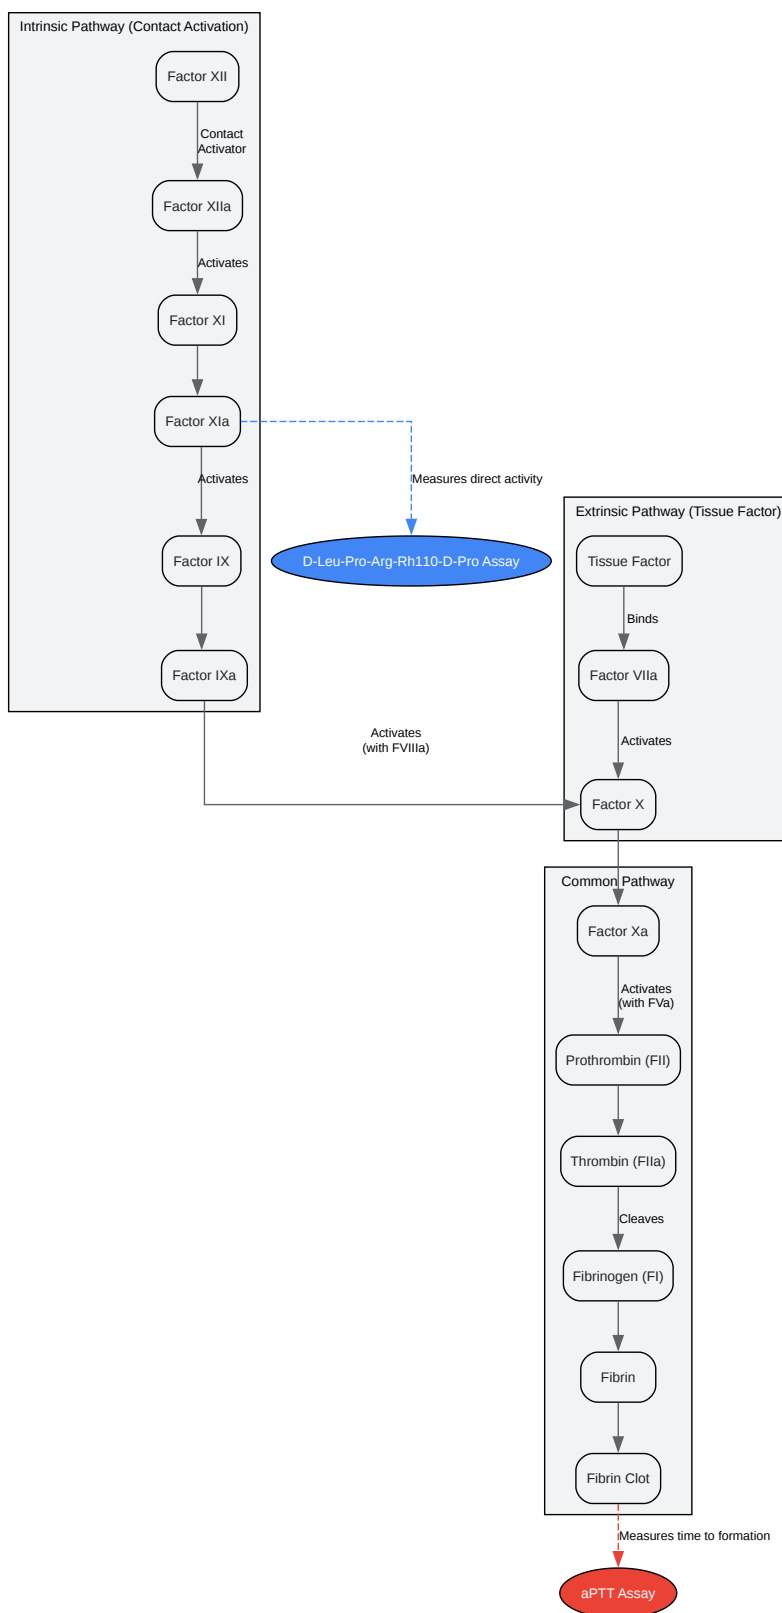 Intrinsic Pathway (Contact Activation)
Factor XII
Contact
Activator
Factor XIIa
Activates
Factor XI
Factor XIa
Activates
Measures direct activity
Factor IX
D-Leu-Pro-Arg-Rh110-D-Pro Assay
Factor IXa
Extrinsic Pathway (Tissue Factor)
Tissue Factor
Binds
Factor VIIa
Activates
Activates
(with FVIIIa)
Factor X
Common Pathway
Factor Xa
Activates
(with FVa)
Prothrombin (FII)
Thrombin (FIIa)
Cleaves
Fibrinogen (FI)
Fibrin
Fibrin Clot
Measures time to formation
aPTT Assay